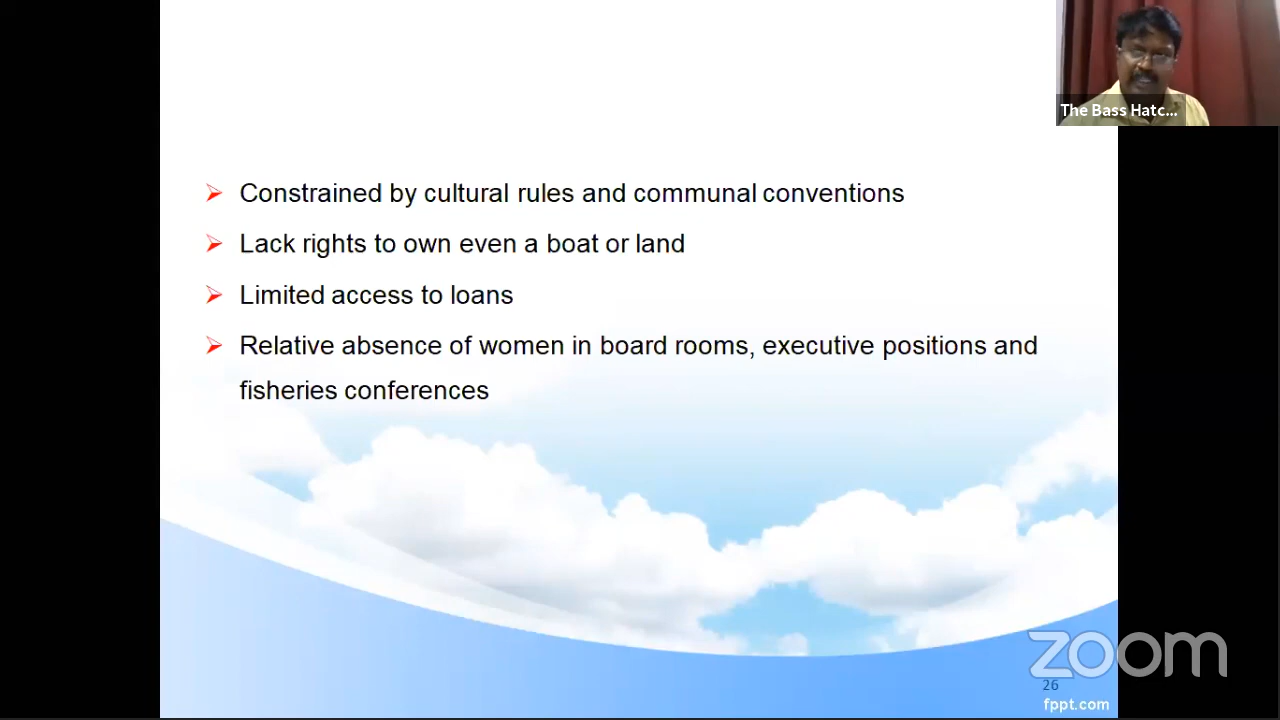 The Bass Hatc...
Constrained by cultural rules and communal conventions
Lack rights to own even a boat or land
Limited access to loans
Relative absence of women in board rooms, executive positions and
fisheries conferences
zoom
26
fppt.com